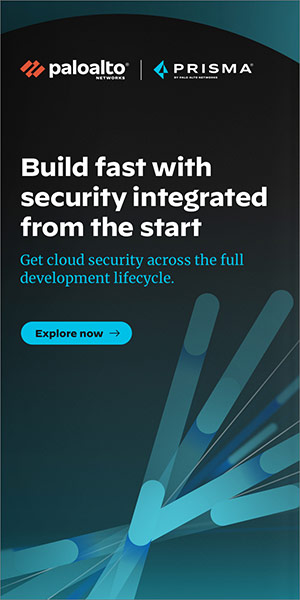 paloalto® NETWORKS | PRISMA® BY PALO ALTO NETWORKS
Build fast with
security integrated
from the start
Get cloud security across the full
development lifecycle.
Explore now →